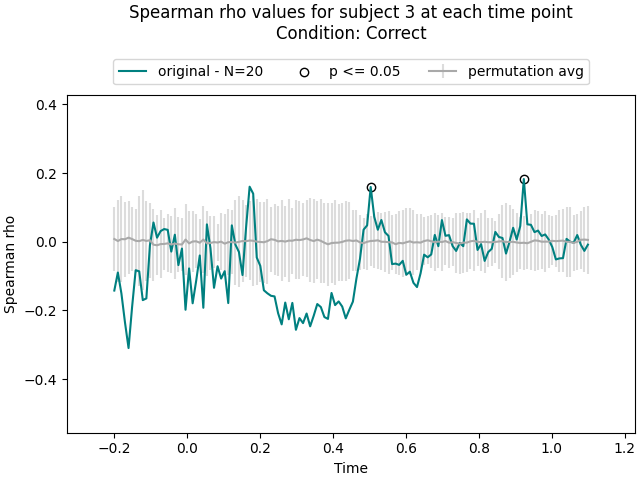 Spearman rho values for subject 3 at each time point
Condition: Correct
original - N=20
p <= 0.05
permutation avg
0.4
0.2
0.0
−0.2
−0.4
Spearman rho
−0.2
0.0
0.2
0.4
0.6
0.8
1.0
1.2
Time